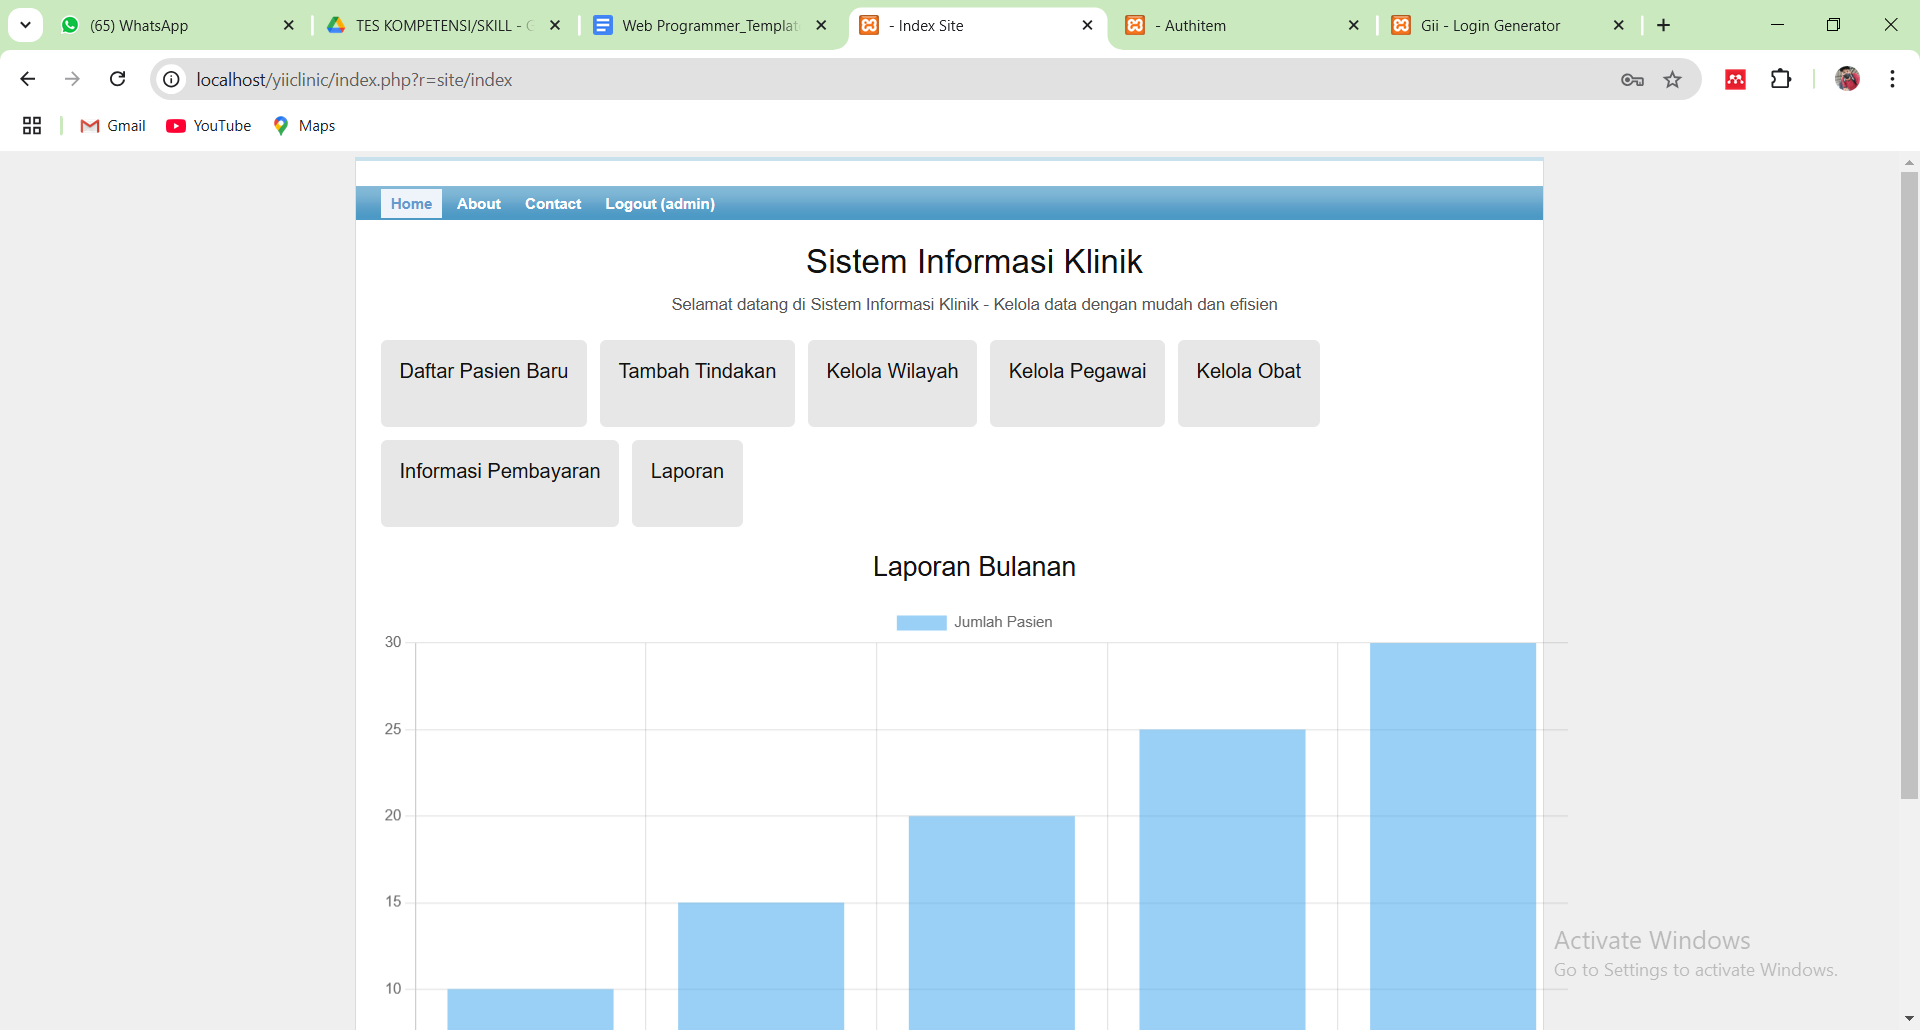 (65) WhatsApp
TES KOMPETENSI/SKILL - G
Web Programmer_Templat
- Index Site
- Authitem
Gii - Login Generator
localhost/yiiclinic/index.php?r=site/index
Gmail
YouTube
Maps
Home About Contact Logout (admin)
Sistem Informasi Klinik
Selamat datang di Sistem Informasi Klinik - Kelola data dengan mudah dan efisien
Daftar Pasien Baru
Tambah Tindakan
Kelola Wilayah
Kelola Pegawai
Kelola Obat
Informasi Pembayaran
Laporan
Laporan Bulanan
Jumlah Pasien
30
25
20
15
10
Activate Windows
Go to Settings to activate Windows.